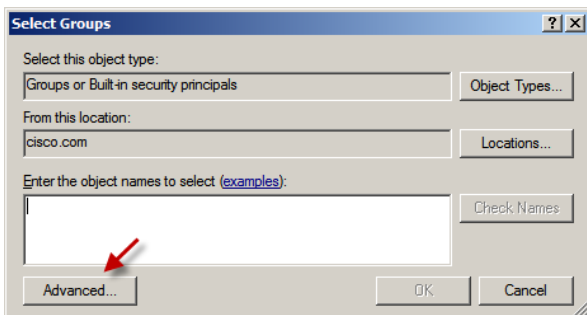 Select Groups
Select this object type:
Groups or Built-in security principals
Object Types...
From this location:
cisco.com
Locations...
Enter the object names to select (examples):
Check Names
Advanced...
OK
Cancel